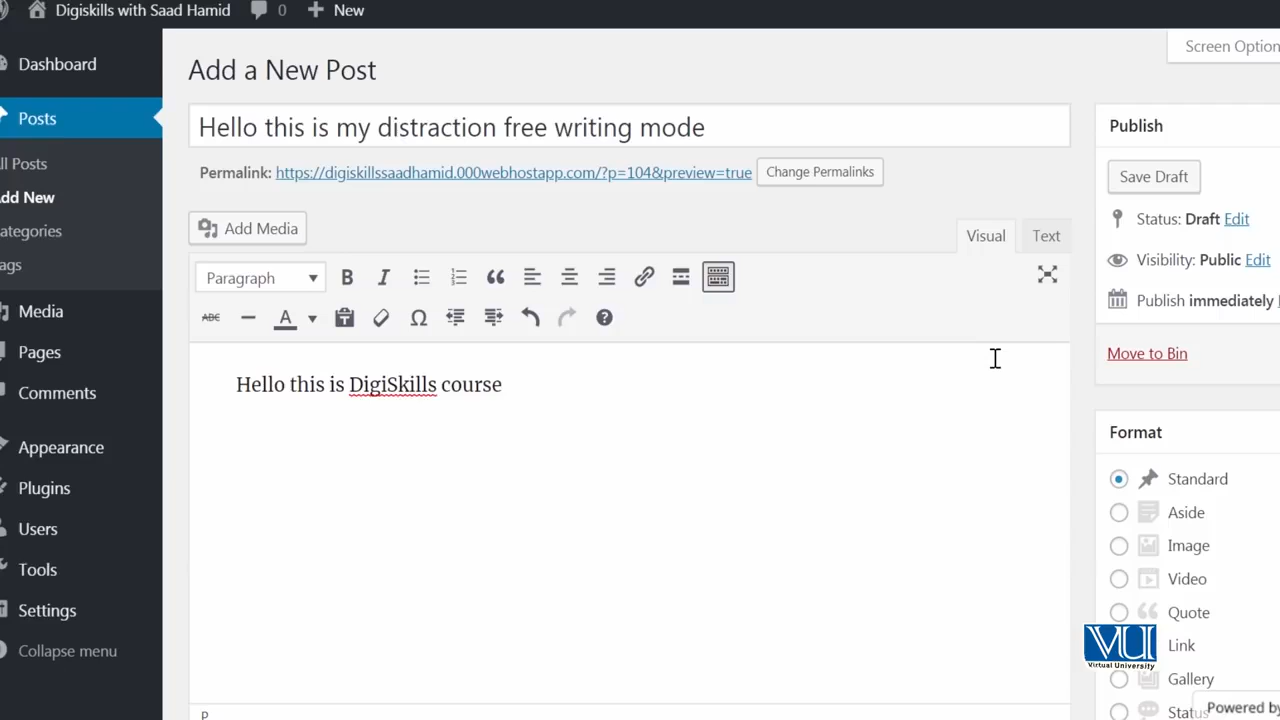 Digiskills with Saad Hamid 0 New
Screen Option
Dashboard
Posts
ll Posts
dd New
ategories
ags
Media
Pages
Comments
Appearance
Plugins
Users
Tools
Settings
Collapse menu
Add a New Post
Hello this is my distraction free writing mode
Permalink: https://digiskillssaadhamid.000webhostapp.com/?p=104&preview=true Change Permalinks
Add Media
Visual Text
Paragraph B I
ABC A Ω ?
Hello this is DigiSkills course
P
Publish
Save Draft
Status: Draft Edit
Visibility: Public Edit
Publish immediately
Move to Bin
Format
Standard
Aside
Image
Video
Quote
Link
Gallery
Status
VU
Virtual University
Powered by